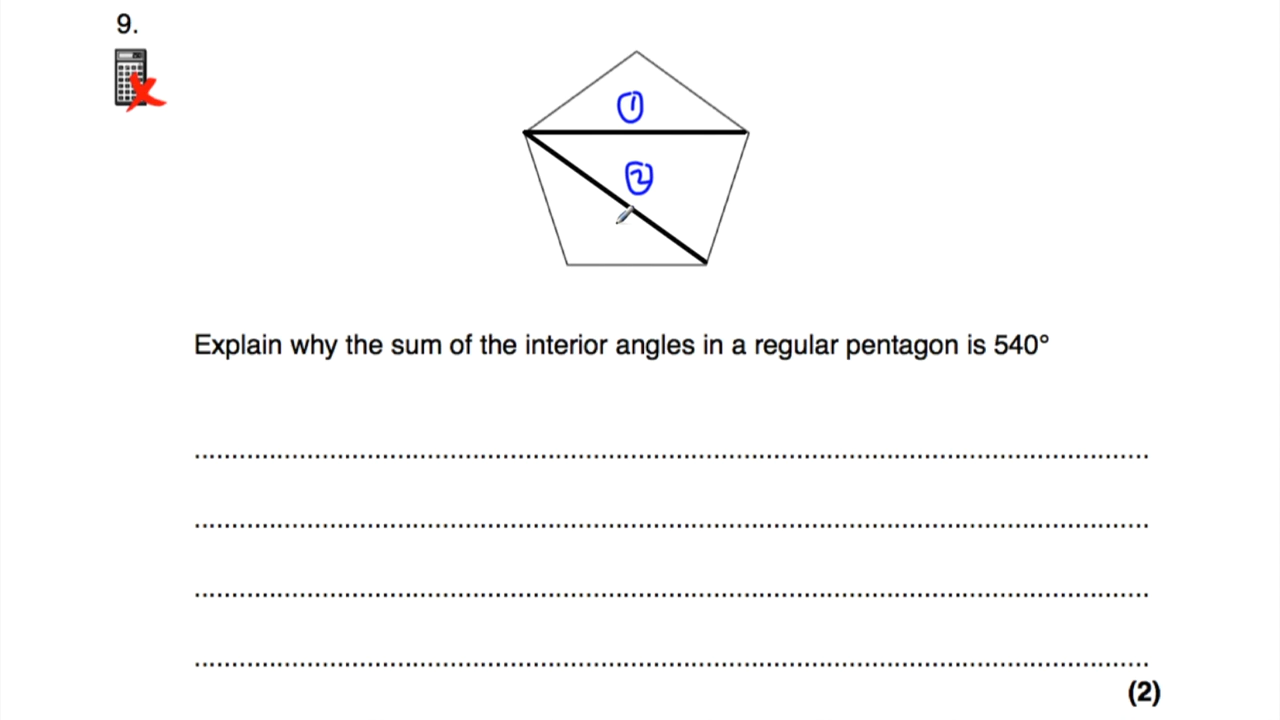 9.
①
②
Explain why the sum of the interior angles in a regular pentagon is 540°
(2)